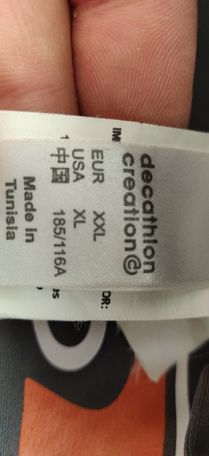 decathlon
creation©
EUR XXL
USA XL
中国 185/116A
Made in
Tunisia